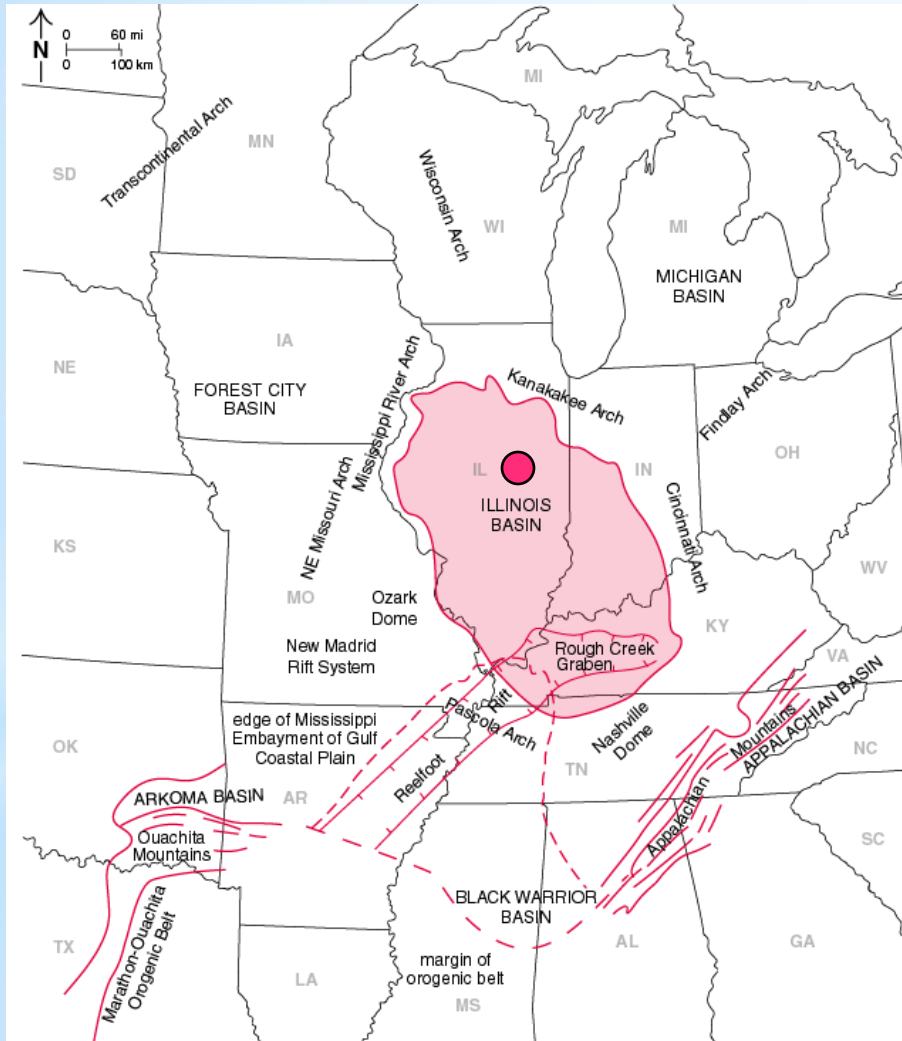 N
0 60 mi
0 100 km
MI
MN
SD
Transcontinental Arch
Wisconsin Arch
WI
MI
MICHIGAN
BASIN
IA
NE
FOREST CITY
BASIN
Mississippi River Arch
Kanakakee Arch
Findlay Arch
OH
IL
IN
ILLINOIS
BASIN
NE Missouri Arch
Cincinnati Arch
KS
WV
MO
Ozark
Dome
KY
New Madrid
Rift System
Rough Creek
Graben
VA
Rift
Pascola Arch
edge of Mississippi
Embayment of Gulf
Coastal Plain
Nashville
Dome
Mountains
APPALACHIAN BASIN
OK
NC
TN
Reelfoot
ARKOMA BASIN
AR
Appalachian
Ouachita
Mountains
SC
BLACK WARRIOR
BASIN
Marathon-Ouachita
Orogenic Belt
TX
AL
GA
margin of
orogenic belt
LA
MS